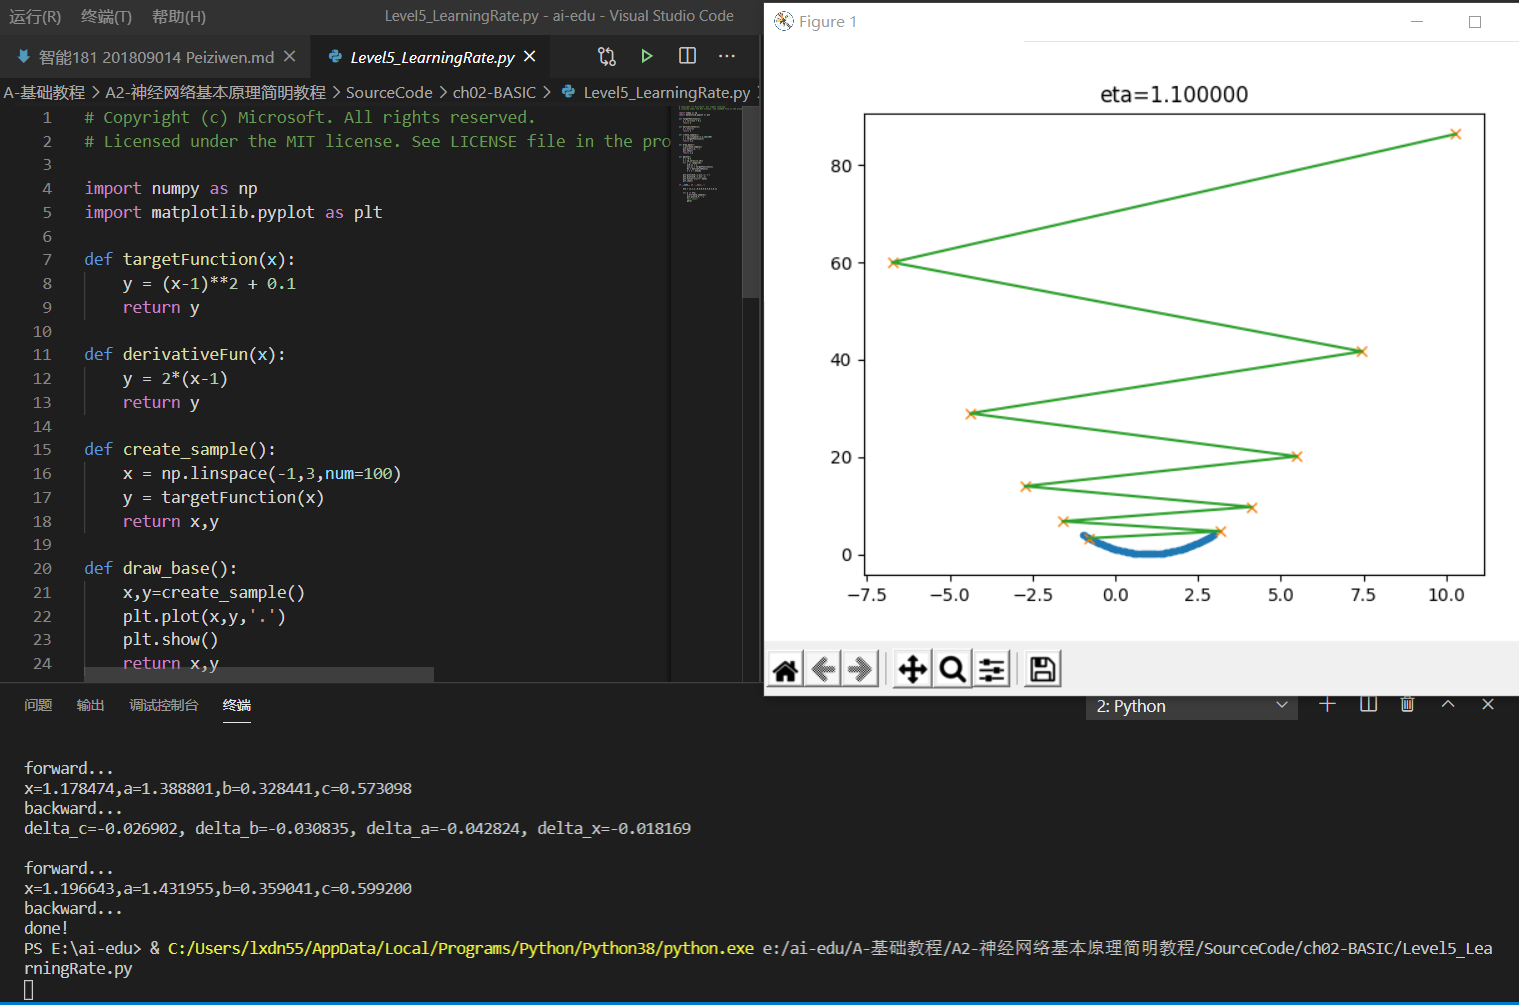 运行(R) 终端(T) 帮助(H) Level5_LearningRate.py - ai-edu - Visual Studio Code
智能181 201809014 Peiziwen.md Level5_LearningRate.py
A-基础教程 > A2-神经网络基本原理简明教程 > SourceCode > ch02-BASIC > Level5_LearningRate.py
1 # Copyright (c) Microsoft. All rights reserved.
2 # Licensed under the MIT license. See LICENSE file in the pro
3
4 import numpy as np
5 import matplotlib.pyplot as plt
6
7 def targetFunction(x):
8 y = (x-1)**2 + 0.1
9 return y
10
11 def derivativeFun(x):
12 y = 2*(x-1)
13 return y
14
15 def create_sample():
16 x = np.linspace(-1,3,num=100)
17 y = targetFunction(x)
18 return x,y
19
20 def draw_base():
21 x,y=create_sample()
22 plt.plot(x,y,'.')
23 plt.show()
24 return x,y
Figure 1
eta=1.100000
80
60
40
20
0
−7.5 −5.0 −2.5 0.0 2.5 5.0 7.5 10.0
问题 输出 调试控制台 终端 2: Python
forward...
x=1.178474,a=1.388801,b=0.328441,c=0.573098
backward...
delta_c=-0.026902, delta_b=-0.030835, delta_a=-0.042824, delta_x=-0.018169
forward...
x=1.196643,a=1.431955,b=0.359041,c=0.599200
backward...
done!
PS E:\ai-edu> & C:/Users/lxdn55/AppData/Local/Programs/Python/Python38/python.exe e:/ai-edu/A-基础教程/A2-神经网络基本原理简明教程/SourceCode/ch02-BASIC/Level5_Lea
rningRate.py